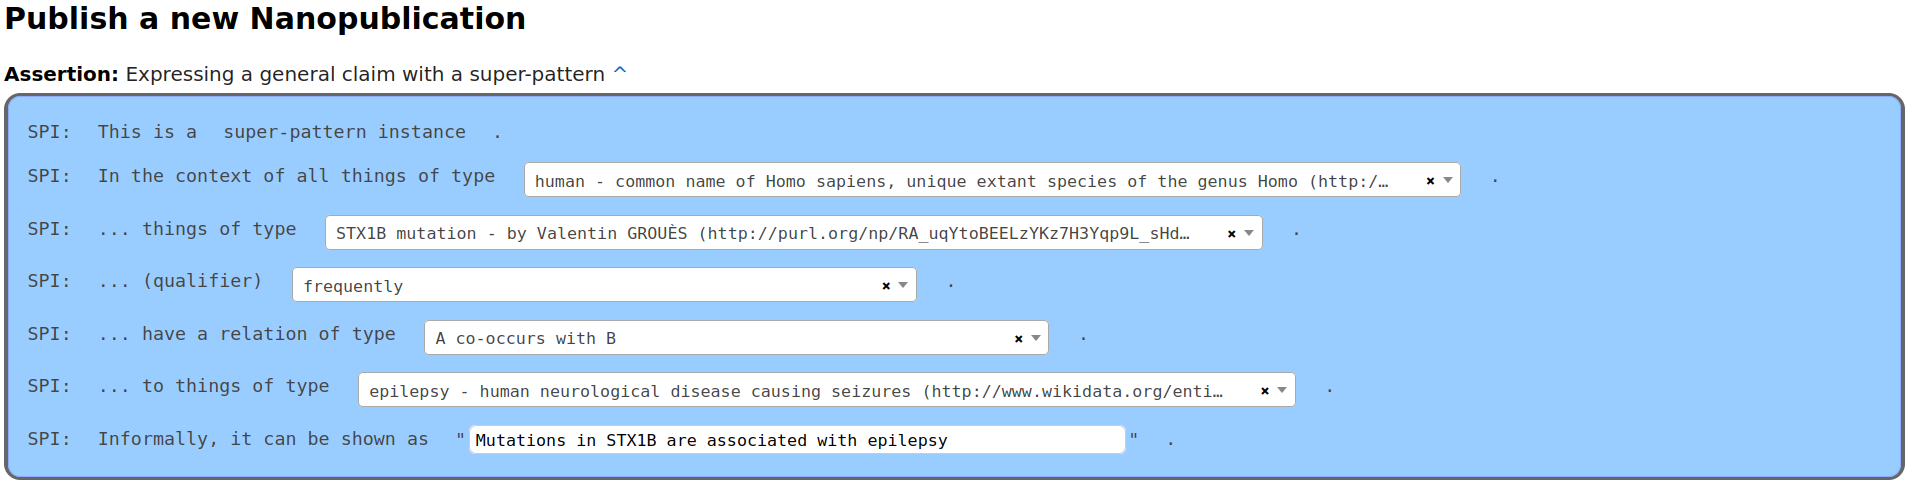 Publish a new Nanopublication
Assertion: Expressing a general claim with a super-pattern ^
SPI: This is a super-pattern instance .
SPI: In the context of all things of type human - common name of Homo sapiens, unique extant species of the genus Homo (http:/… × .
SPI: ... things of type STX1B mutation - by Valentin GROUÈS (http://purl.org/np/RA_uqYtoBEELzYKz7H3Yqp9L_sHd… × .
SPI: ... (qualifier) frequently × .
SPI: ... have a relation of type A co-occurs with B × .
SPI: ... to things of type epilepsy - human neurological disease causing seizures (http://www.wikidata.org/enti… × .
SPI: Informally, it can be shown as "Mutations in STX1B are associated with epilepsy" .